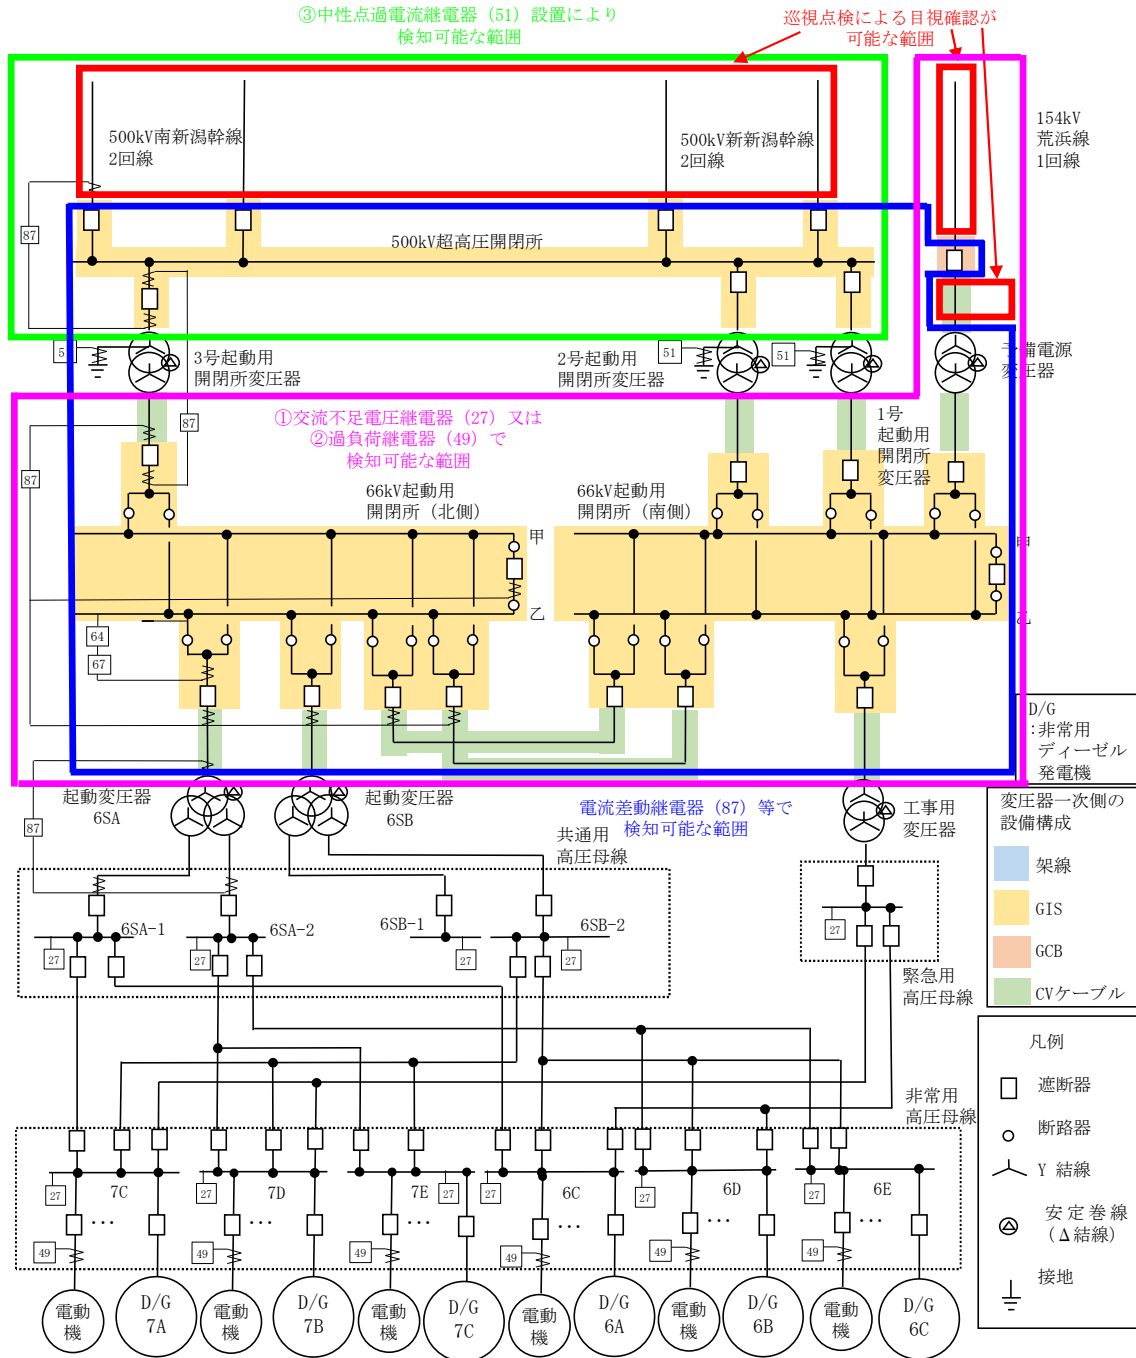 ③中性点過電流継電器(51)設置により
検知可能な範囲
巡視点検による目視確認が
可能な範囲
500kV南新潟幹線
2回線
500kV新新潟幹線
2回線
154kV
荒浜線
1回線
87
500kV超高圧開閉所
51
51
3号起動用
開閉所変圧器
2号起動用
開閉所変圧器
予備電源
変圧器
87
①交流不足電圧継電器(27)又は
②過負荷継電器(49)で
検知可能な範囲
1号
起動用
開閉所
変圧器
87
66kV起動用
開閉所(北側)
66kV起動用
開閉所(南側)
甲
甲
乙
乙
64
67
D/G
:非常用
ディーゼル
発電機
起動変圧器
6SA
起動変圧器
6SB
電流差動継電器(87)等で
検知可能な範囲
工事用
変圧器
87
共通用
高圧母線
変圧器一次側の
設備構成
架線
GIS
GCB
CVケーブル
6SA-1
6SA-2
6SB-1
6SB-2
27
27
27
27
27
緊急用
高圧母線
凡例
遮断器
断路器
Y 結線
安定巻線
(Δ結線)
接地
非常用
高圧母線
27
7C
27
7D
7E
27
27
6C
27
6D
27
6E
･･･
･･･
･･･
･･･
･･･
･･･
49
49
49
49
49
49
電動
機
D/G
7A
電動
機
D/G
7B
電動
機
D/G
7C
電動
機
D/G
6A
電動
機
D/G
6B
電動
機
D/G
6C